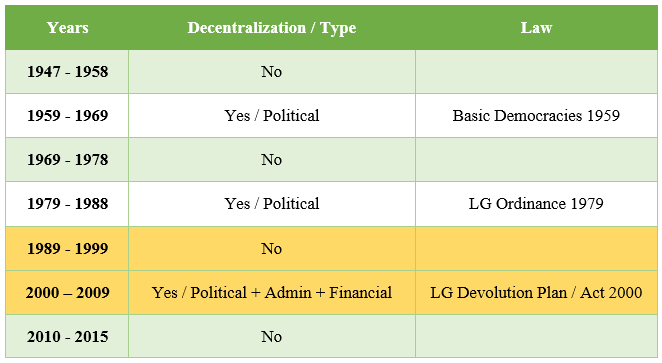 Years Decentralization / Type Law
1947 - 1958 No
1959 - 1969 Yes / Political Basic Democracies 1959
1969 - 1978 No
1979 - 1988 Yes / Political LG Ordinance 1979
1989 - 1999 No
2000 – 2009 Yes / Political + Admin + Financial LG Devolution Plan / Act 2000
2010 - 2015 No